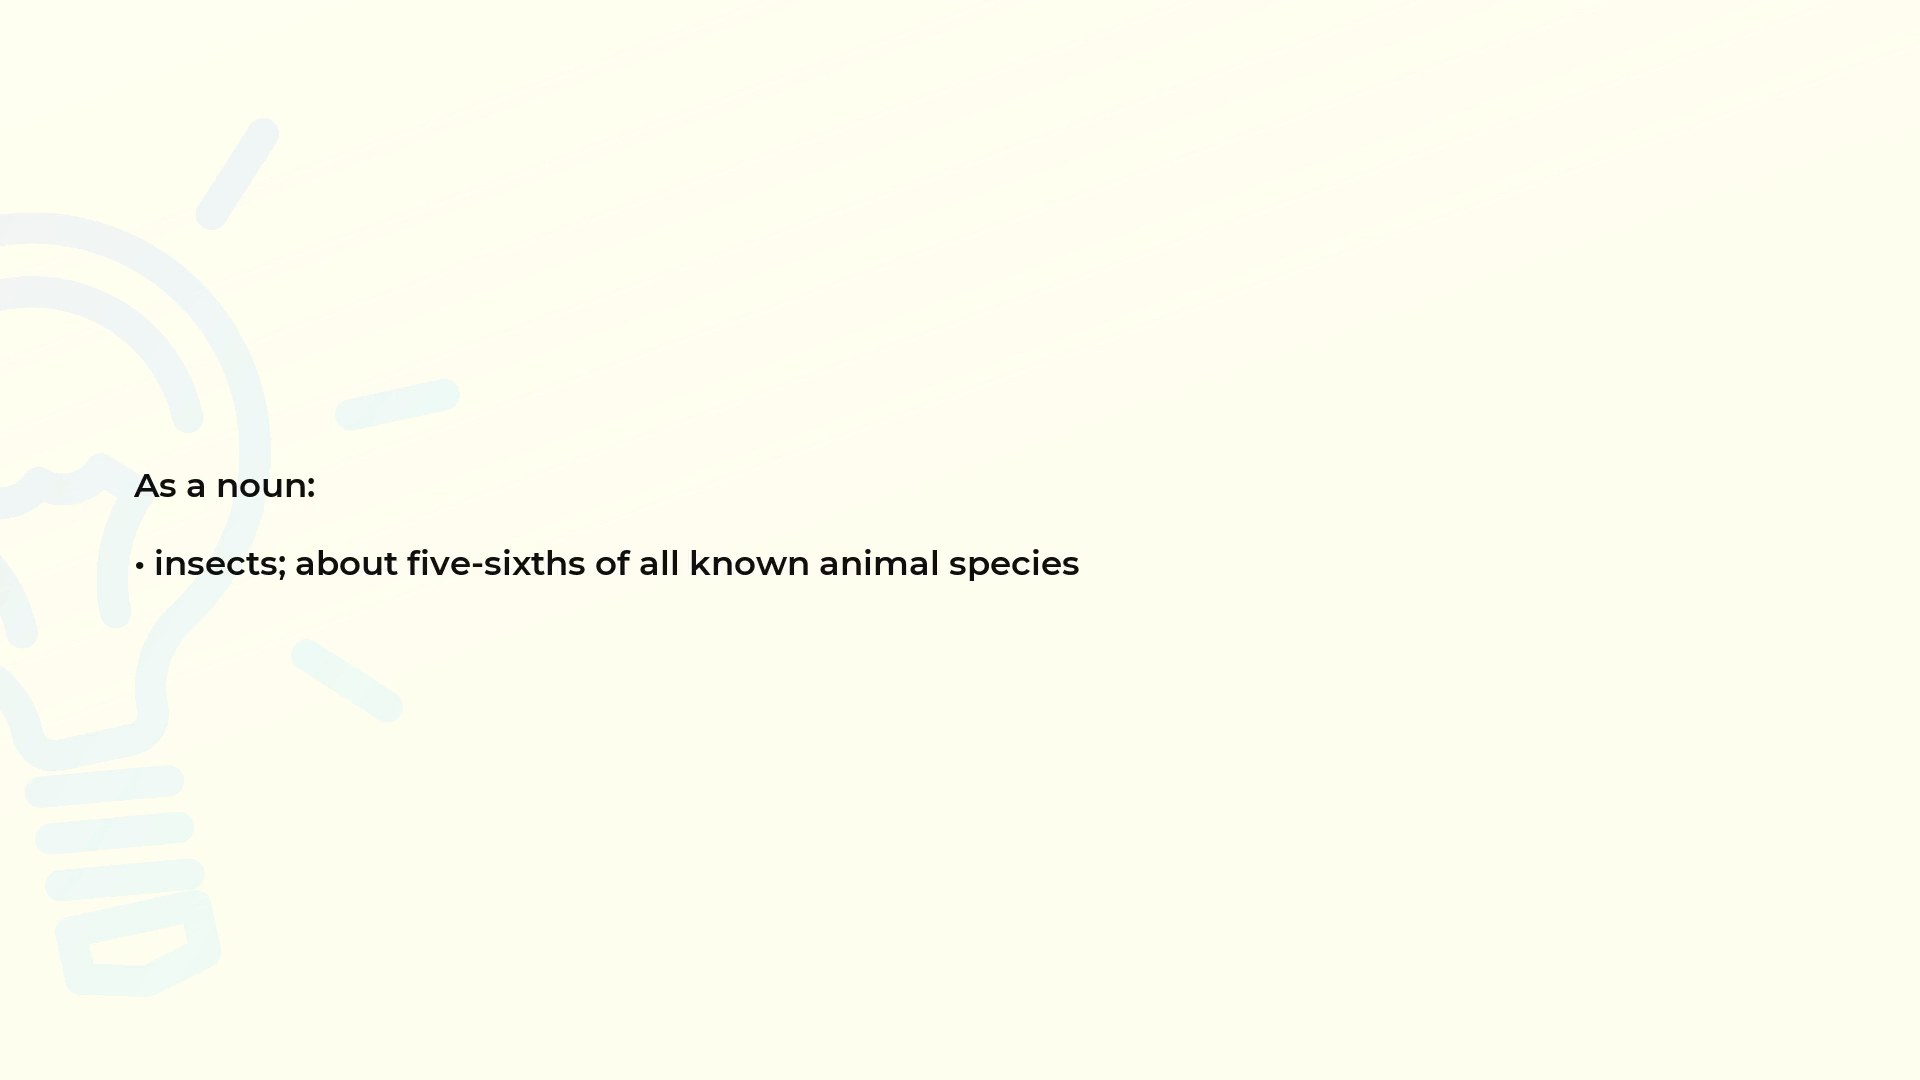 As a noun:
• insects; about five-sixths of all known animal species